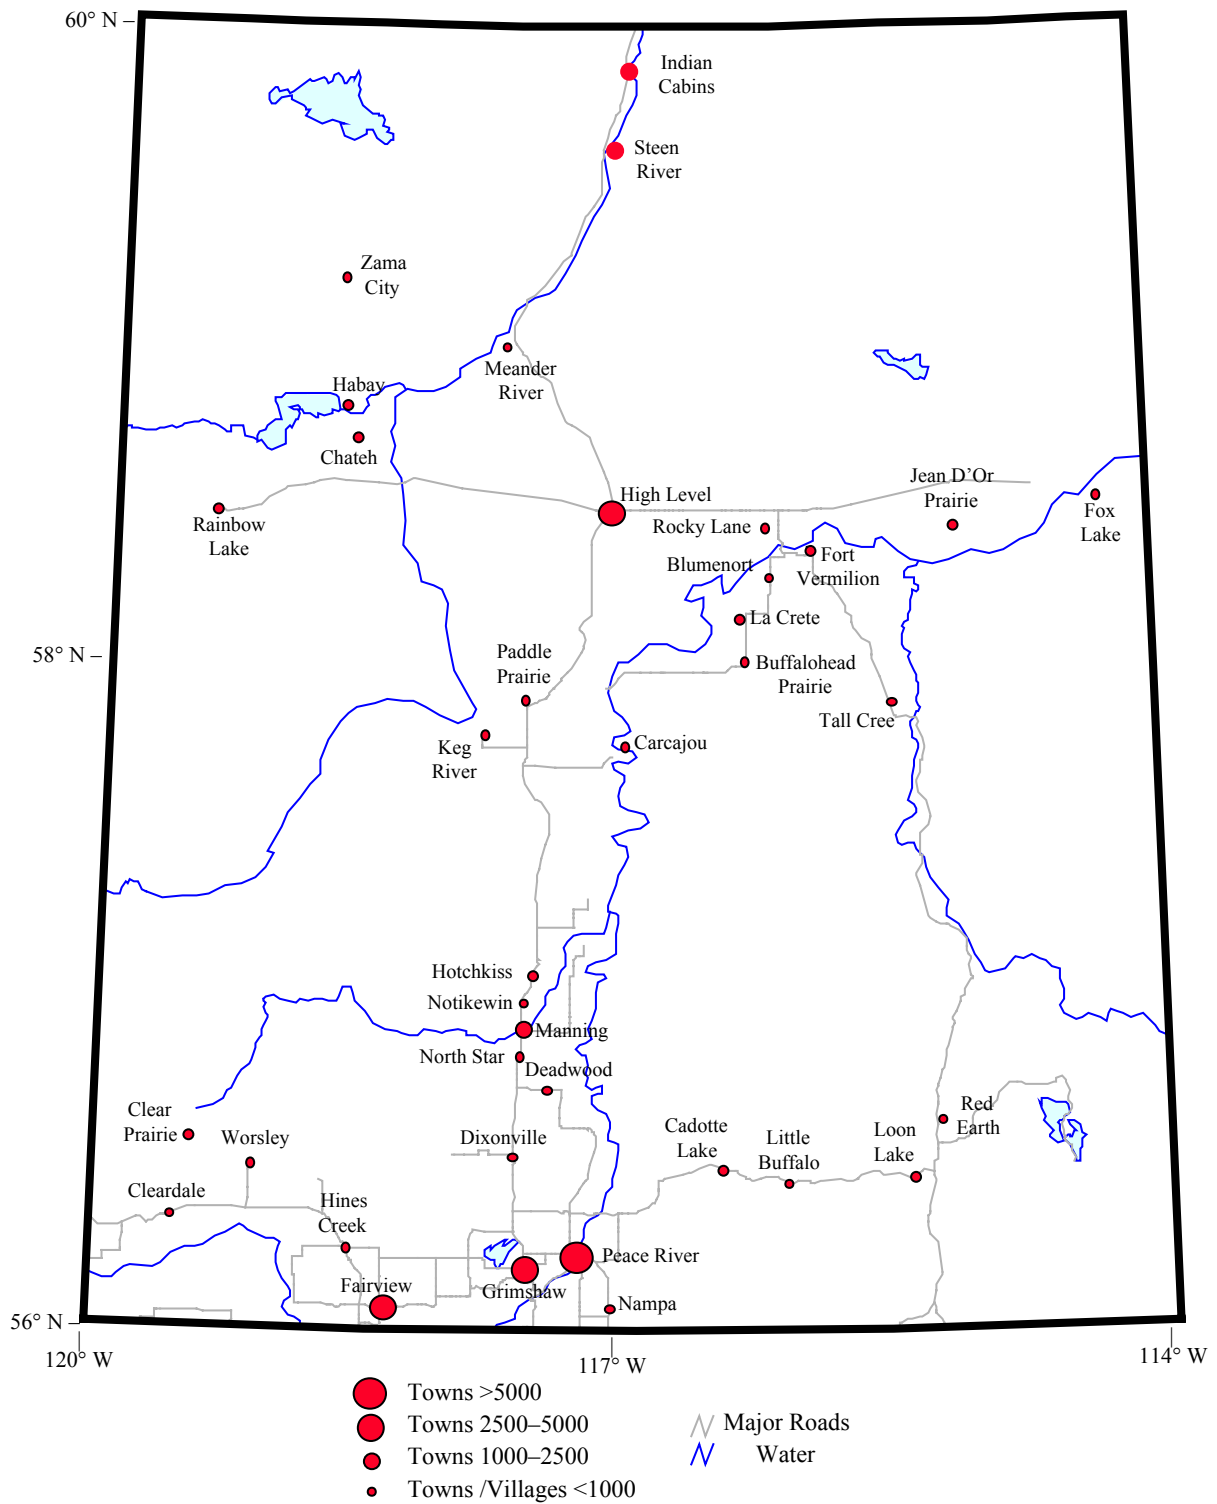 60° N
Indian
Cabins
Steen
River
Zama
City
Meander
River
Habay
Chateh
High Level
Jean D’Or
Prairie
Rainbow
Lake
Rocky Lane
Fox
Lake
Blumenort
Fort
Vermilion
La Crete
58° N
Paddle
Prairie
Buffalohead
Prairie
Tall Cree
Keg
River
Carcajou
Hotchkiss
Notikewin
Manning
North Star
Deadwood
Clear
Prairie
Worsley
Dixonville
Cadotte
Lake
Little
Buffalo
Loon
Lake
Red
Earth
Cleardale
Hines
Creek
Peace River
Fairview
Grimshaw
Nampa
56° N
120° W
117° W
114° W
Towns >5000
Towns 2500–5000
Towns 1000–2500
Towns /Villages <1000
Major Roads
Water